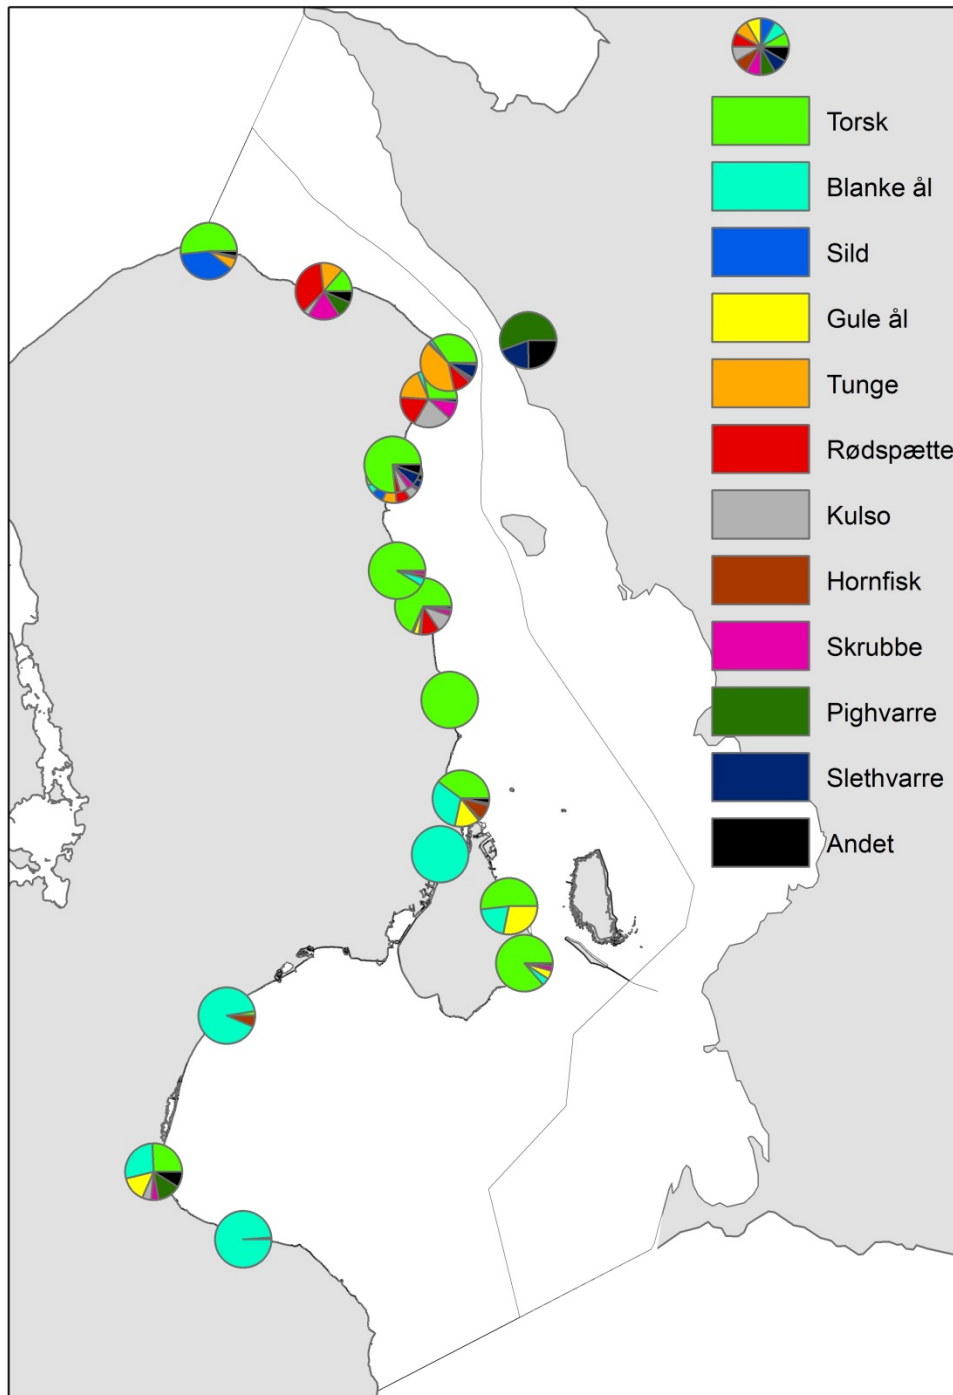 Torsk
Blanke ål
Sild
Gule ål
Tunge
Rødspætte
Kulso
Hornfisk
Skrubbe
Pighvarre
Slethvarre
Andet